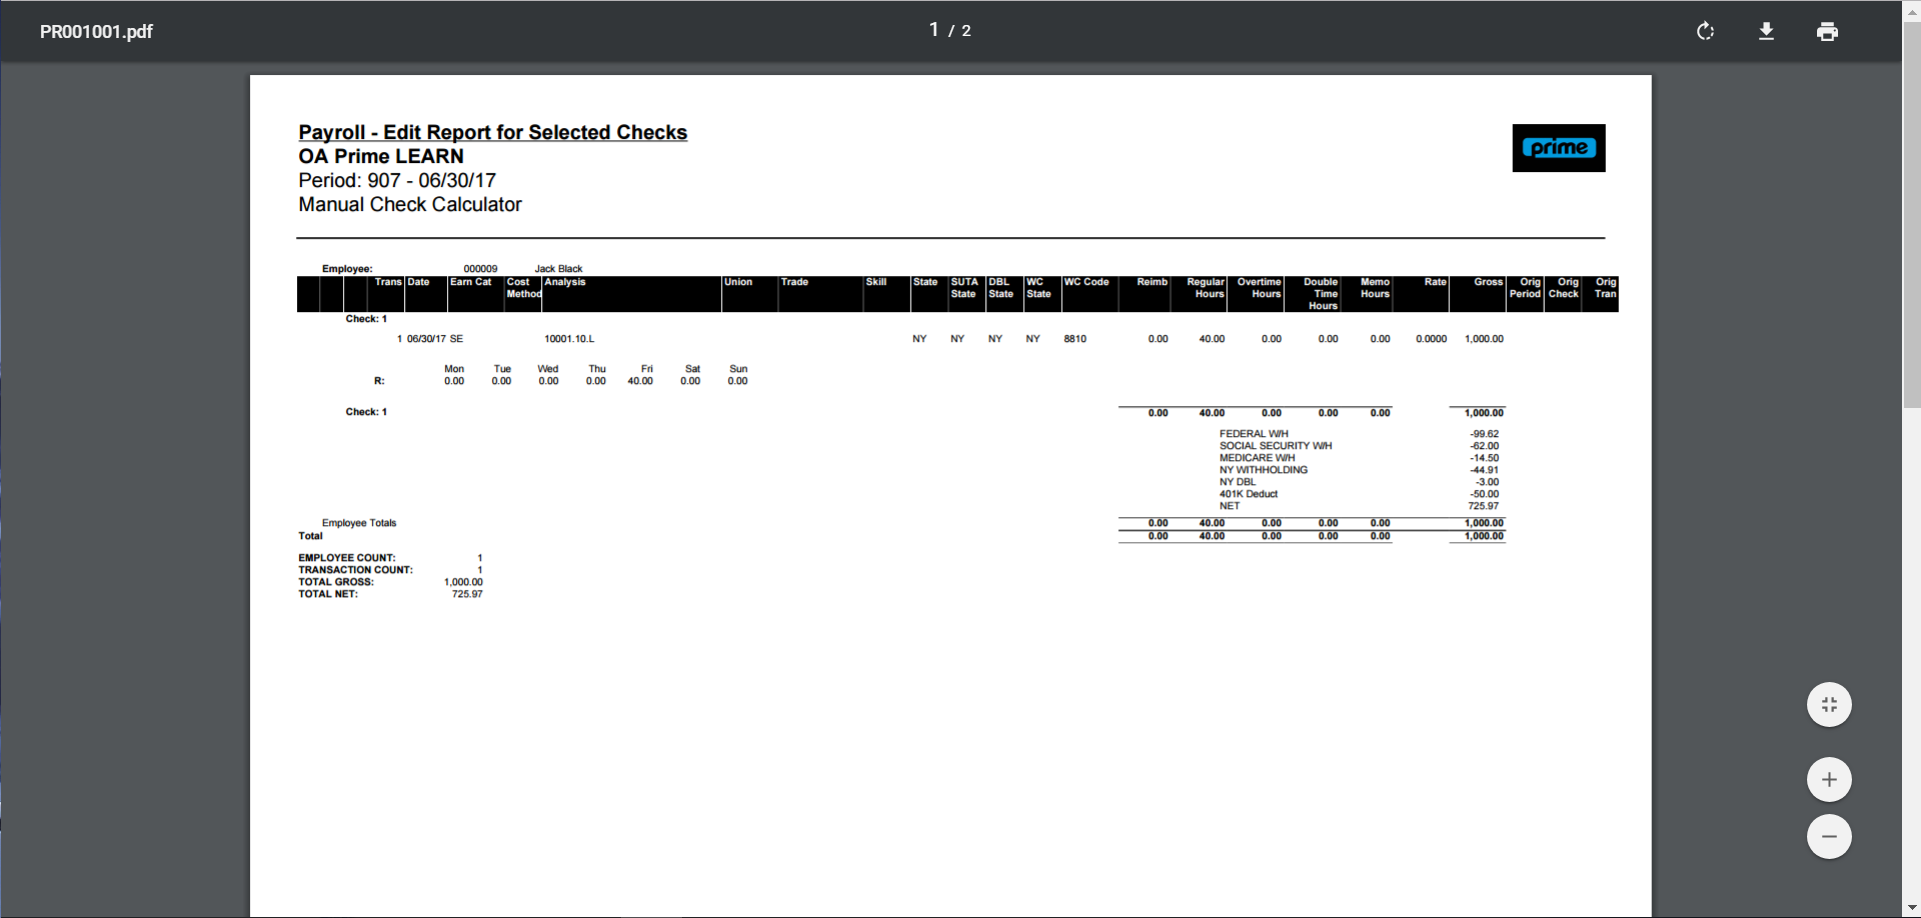 PR001001.pdf
1 / 2
Payroll - Edit Report for Selected Checks
OA Prime LEARN
Period: 907 - 06/30/17
Manual Check Calculator
prime
Employee: 000009 Jack Black
Trans Date Earn Cat Cost Method Analysis Union Trade Skill State SUTA State DBL State WC State WC Code Reimb Regular Hours Overtime Hours Double Time Hours Memo Hours Rate Gross Orig Period Orig Check Orig Tran
Check: 1
1 06/30/17 SE 10001.10.L NY NY NY NY 8810 0.00 40.00 0.00 0.00 0.00 0.0000 1,000.00
Mon Tue Wed Thu Fri Sat Sun
R: 0.00 0.00 0.00 0.00 40.00 0.00 0.00
Check: 1 0.00 40.00 0.00 0.00 0.00 1,000.00
FEDERAL W/H -99.62
SOCIAL SECURITY W/H -62.00
MEDICARE W/H -14.50
NY WITHHOLDING -44.91
NY DBL -3.00
401K Deduct -50.00
NET 725.97
Employee Totals 0.00 40.00 0.00 0.00 0.00 1,000.00
Total 0.00 40.00 0.00 0.00 0.00 1,000.00
EMPLOYEE COUNT: 1
TRANSACTION COUNT: 1
TOTAL GROSS: 1,000.00
TOTAL NET: 725.97